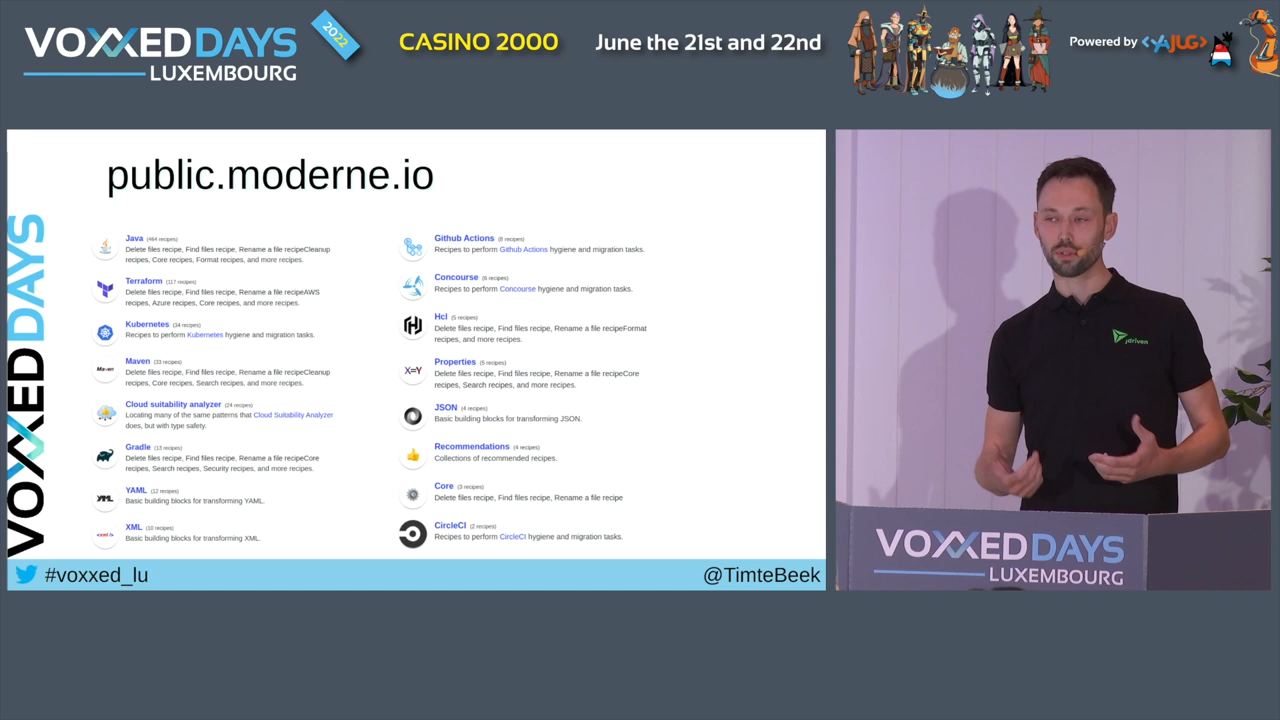 VOXXED DAYS
LUXEMBOURG
2022
CASINO 2000
June the 21st and 22nd
Powered by <YAJUG>
VOXXED DAYS
public.moderne.io
Java (464 recipes)
Delete files recipe, Find files recipe, Rename a file recipeCleanup
recipes, Core recipes, Format recipes, and more recipes.
Terraform (117 recipes)
Delete files recipe, Find files recipe, Rename a file recipeAWS
recipes, Azure recipes, Core recipes, and more recipes.
Kubernetes (34 recipes)
Recipes to perform Kubernetes hygiene and migration tasks.
Maven
Maven (33 recipes)
Delete files recipe, Find files recipe, Rename a file recipeCleanup
recipes, Core recipes, Search recipes, and more recipes.
Cloud suitability analyzer (24 recipes)
Locating many of the same patterns that Cloud Suitability Analyzer
does, but with type safety.
Gradle (13 recipes)
Delete files recipe, Find files recipe, Rename a file recipeCore
recipes, Search recipes, Security recipes, and more recipes.
YAML
YAML (12 recipes)
Basic building blocks for transforming YAML.
<xml/>
XML (10 recipes)
Basic building blocks for transforming XML.
Github Actions (8 recipes)
Recipes to perform Github Actions hygiene and migration tasks.
Concourse (6 recipes)
Recipes to perform Concourse hygiene and migration tasks.
Hcl (5 recipes)
Delete files recipe, Find files recipe, Rename a file recipeFormat
recipes, and more recipes.
X=Y
Properties (5 recipes)
Delete files recipe, Find files recipe, Rename a file recipeCore
recipes, Search recipes, and more recipes.
JSON (4 recipes)
Basic building blocks for transforming JSON.
Recommendations (4 recipes)
Collections of recommended recipes.
Core (3 recipes)
Delete files recipe, Find files recipe, Rename a file recipe
CircleCI (2 recipes)
Recipes to perform CircleCI hygiene and migration tasks.
#voxxed_lu
@TimteBeek
jdriven
VOXXED DAYS
LUXEMBOURG